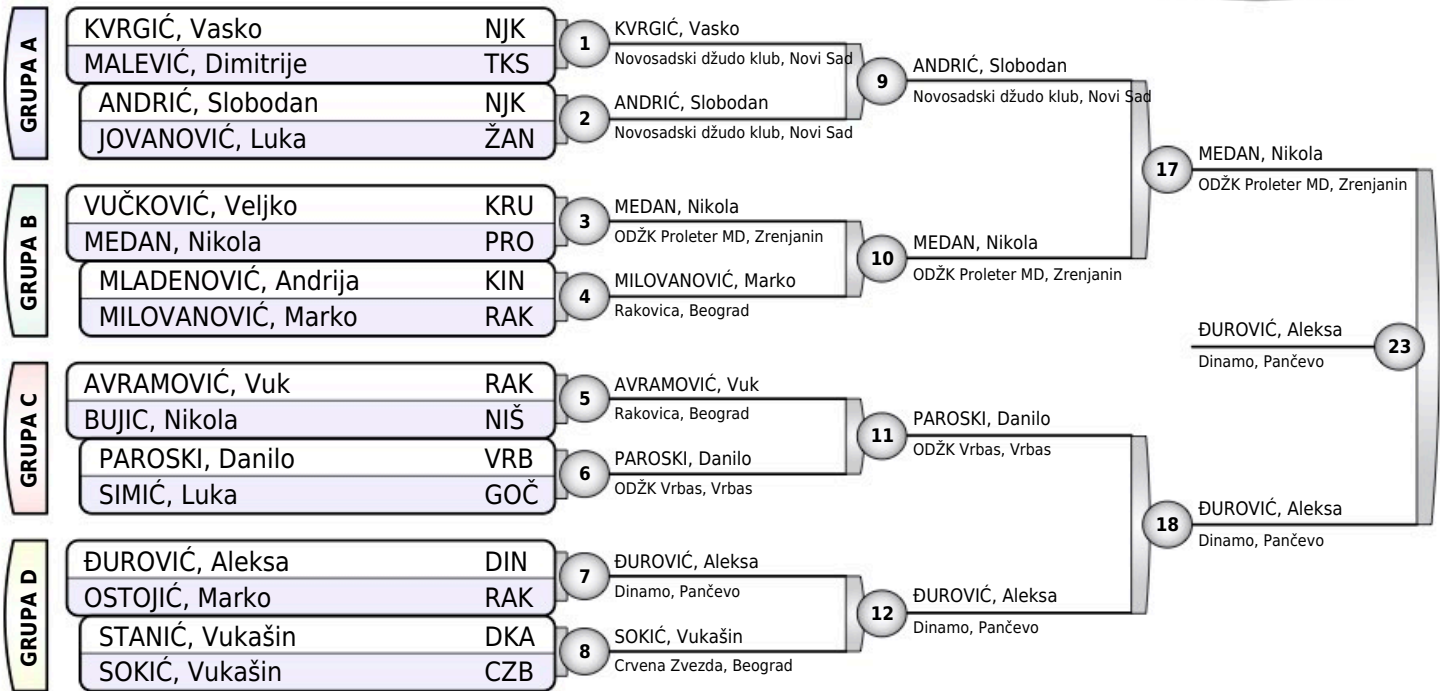 GRUPA A
KVRGIĆ, Vasko NJK
MALEVIĆ, Dimitrije TKS
ANDRIĆ, Slobodan NJK
JOVANOVIĆ, Luka ŽAN
1
KVRGIĆ, Vasko
Novosadski džudo klub, Novi Sad
2
ANDRIĆ, Slobodan
Novosadski džudo klub, Novi Sad
9
ANDRIĆ, Slobodan
Novosadski džudo klub, Novi Sad
GRUPA B
VUČKOVIĆ, Veljko KRU
MEDAN, Nikola PRO
MLADENOVIĆ, Andrija KIN
MILOVANOVIĆ, Marko RAK
3
MEDAN, Nikola
ODŽK Proleter MD, Zrenjanin
4
MILOVANOVIĆ, Marko
Rakovica, Beograd
10
MEDAN, Nikola
ODŽK Proleter MD, Zrenjanin
17
MEDAN, Nikola
ODŽK Proleter MD, Zrenjanin
GRUPA C
AVRAMOVIĆ, Vuk RAK
BUJIC, Nikola NIŠ
PAROSKI, Danilo VRB
SIMIĆ, Luka GOČ
5
AVRAMOVIĆ, Vuk
Rakovica, Beograd
6
PAROSKI, Danilo
ODŽK Vrbas, Vrbas
11
PAROSKI, Danilo
ODŽK Vrbas, Vrbas
GRUPA D
ĐUROVIĆ, Aleksa DIN
OSTOJIĆ, Marko RAK
STANIĆ, Vukašin DKA
SOKIĆ, Vukašin CZB
7
ĐUROVIĆ, Aleksa
Dinamo, Pančevo
8
SOKIĆ, Vukašin
Crvena Zvezda, Beograd
12
ĐUROVIĆ, Aleksa
Dinamo, Pančevo
18
ĐUROVIĆ, Aleksa
Dinamo, Pančevo
ĐUROVIĆ, Aleksa
Dinamo, Pančevo
23